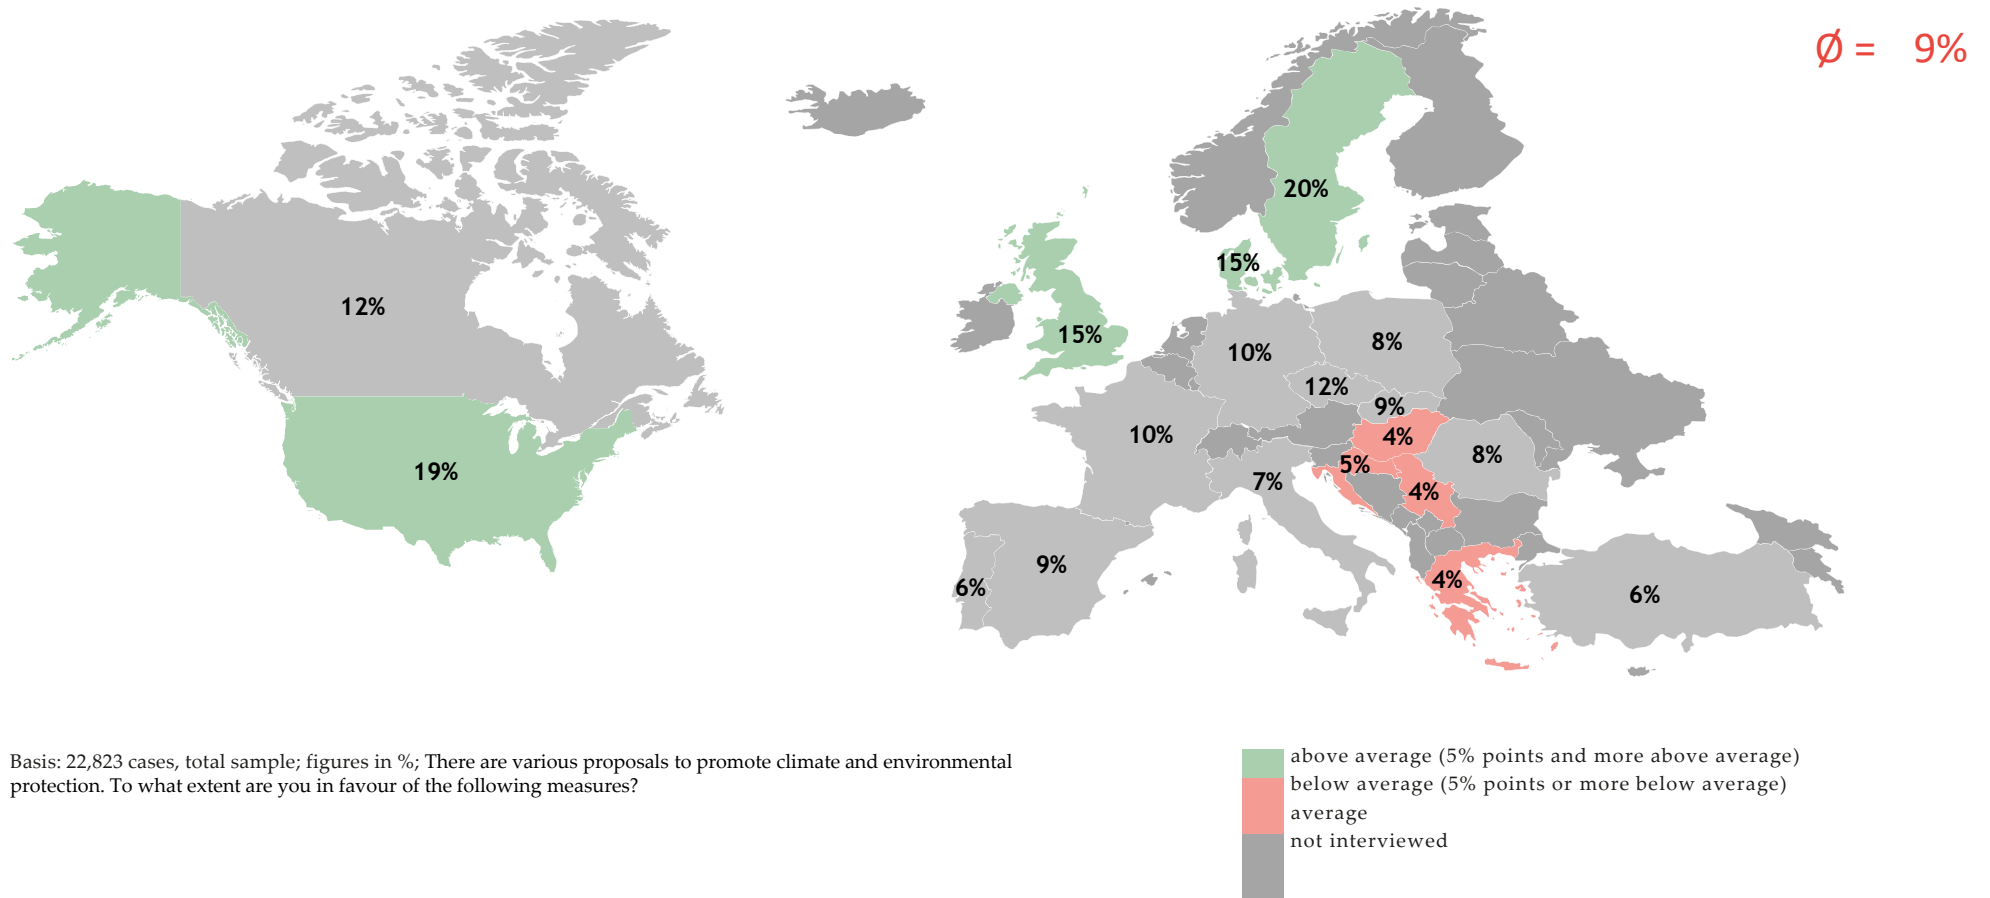 Ø = 9%
20%
15%
12%
15%
8%
10%
12%
9%
10%
4%
8%
5%
19%
7%
4%
9%
4%
6%
6%
Basis: 22,823 cases, total sample; figures in %; There are various proposals to promote climate and environmental
protection. To what extent are you in favour of the following measures?
above average (5% points and more above average)
below average (5% points or more below average)
average
not interviewed